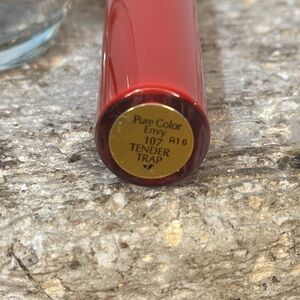 Pure Color
Envy
107 A10
TENDER
TRAP